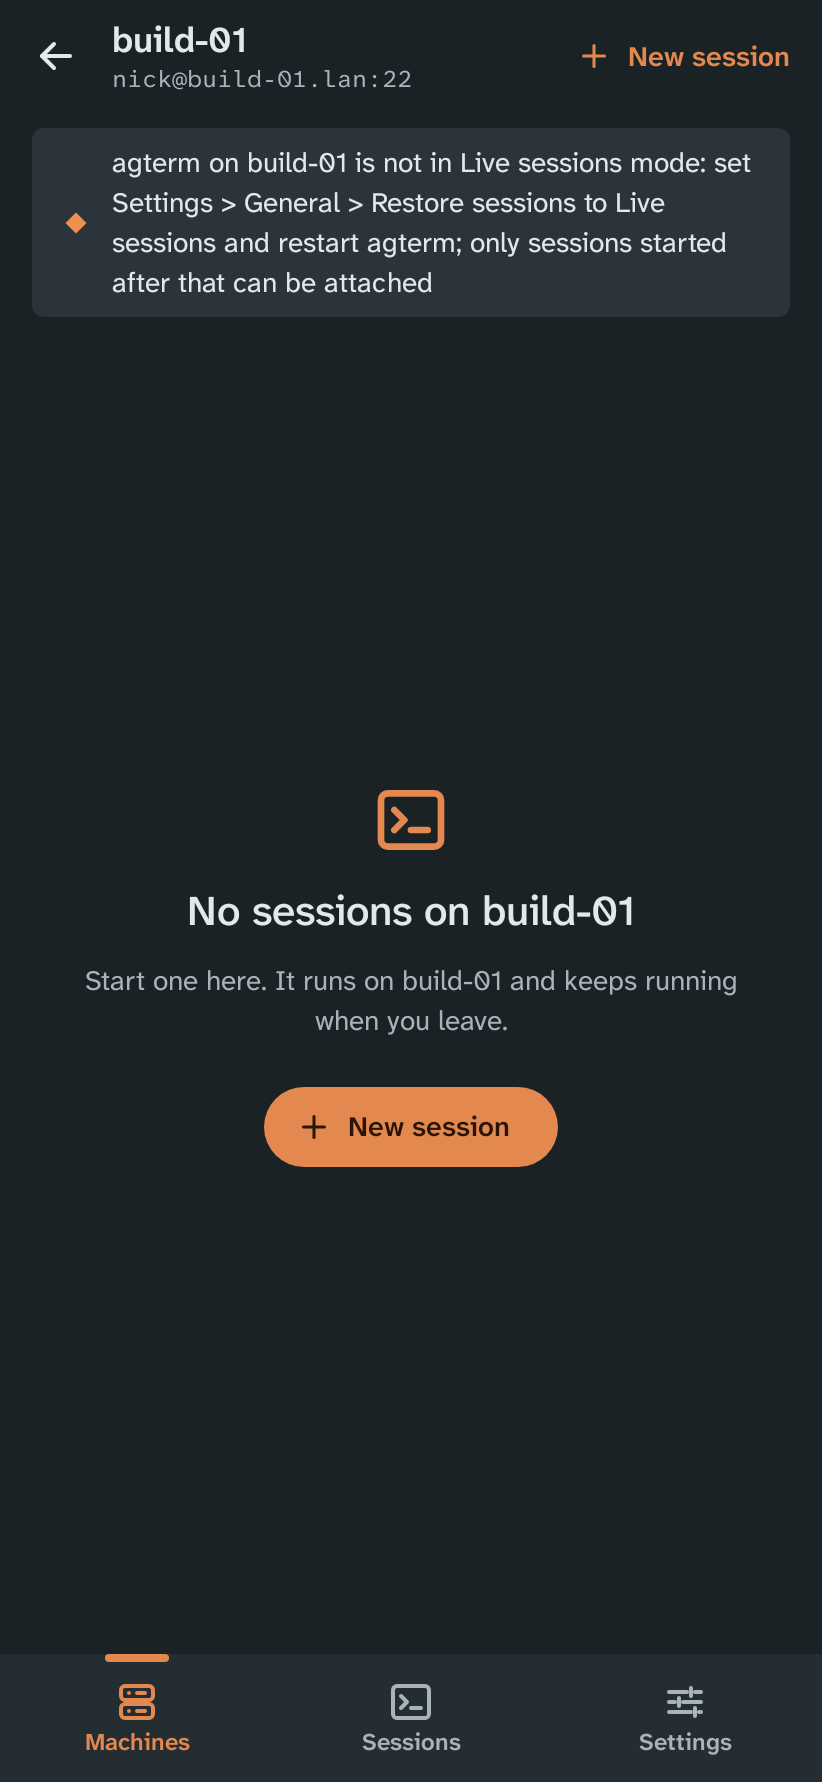 build-01
nick@build-01.lan:22
New session
agterm on build-01 is not in Live sessions mode: set
Settings > General > Restore sessions to Live
sessions and restart agterm; only sessions started
after that can be attached
No sessions on build-01
Start one here. It runs on build-01 and keeps running
when you leave.
New session
Machines
Sessions
Settings